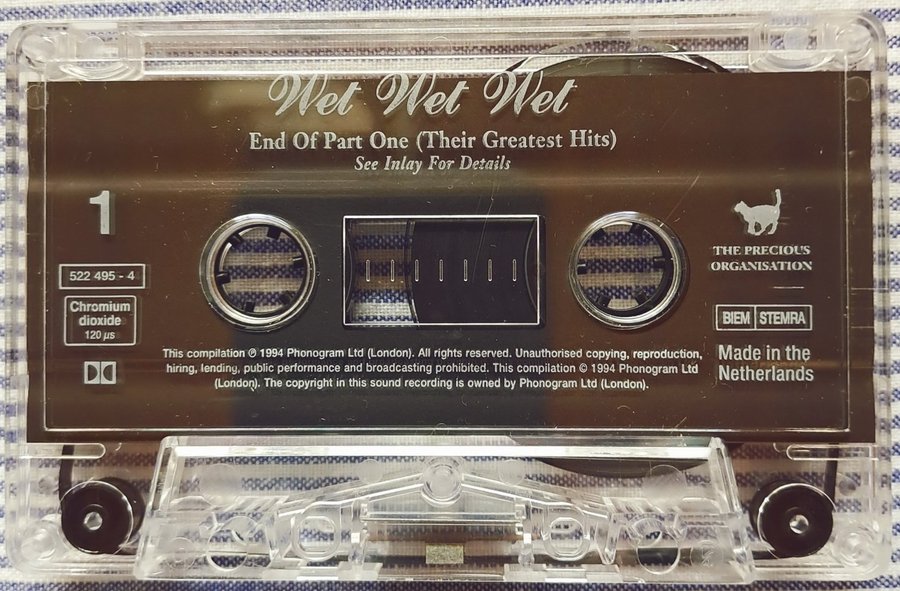 Wet Wet Wet
End Of Part One (Their Greatest Hits)
See Inlay For Details
1
522 495 - 4
Chromium
dioxide
120 µs
THE PRECIOUS
ORGANISATION
BIEM STEMRA
Made in the
Netherlands
This compilation ℗ 1994 Phonogram Ltd (London). All rights reserved. Unauthorised copying, reproduction,
hiring, lending, public performance and broadcasting prohibited. This compilation © 1994 Phonogram Ltd
(London). The copyright in this sound recording is owned by Phonogram Ltd (London).